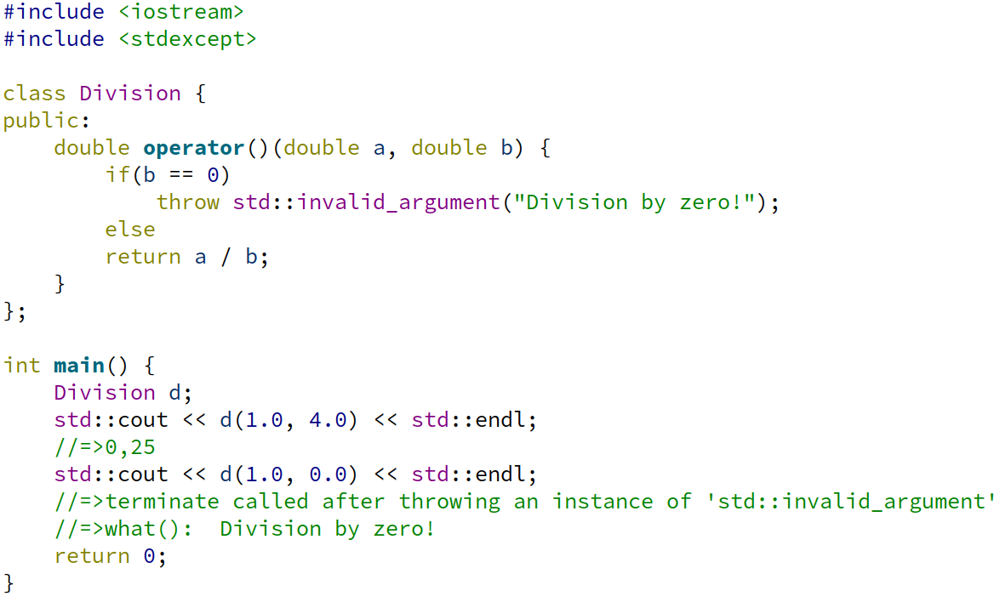 #include <iostream>
#include <stdexcept>

class Division {
public:
    double operator()(double a, double b) {
        if(b == 0)
            throw std::invalid_argument("Division by zero!");
        else
        return a / b;
    }
};

int main() {
    Division d;
    std::cout << d(1.0, 4.0) << std::endl;
    //=>0,25
    std::cout << d(1.0, 0.0) << std::endl;
    //=>terminate called after throwing an instance of 'std::invalid_argument'
    //=>what():  Division by zero!
    return 0;
}